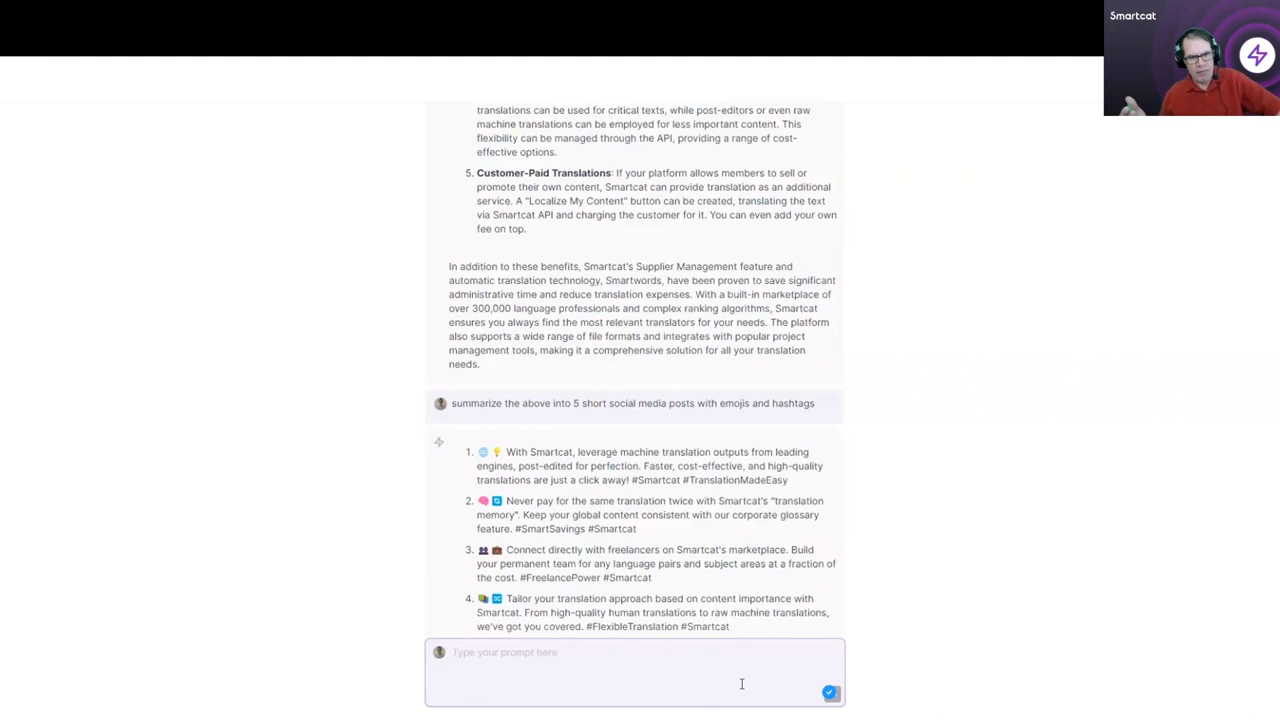 Smartcat
translations can be used for critical texts, while post-editors or even raw
machine translations can be employed for less important content. This
flexibility can be managed through the API, providing a range of cost-
effective options.
5. Customer-Paid Translations: If your platform allows members to sell or
promote their own content, Smartcat can provide translation as an additional
service. A "Localize My Content" button can be created, translating the text
via Smartcat API and charging the customer for it. You can even add your own
fee on top.
In addition to these benefits, Smartcat's Supplier Management feature and
automatic translation technology, Smartwords, have been proven to save significant
administrative time and reduce translation expenses. With a built-in marketplace of
over 300,000 language professionals and complex ranking algorithms, Smartcat
ensures you always find the most relevant translators for your needs. The platform
also supports a wide range of file formats and integrates with popular project
management tools, making it a comprehensive solution for all your translation
needs.
summarize the above into 5 short social media posts with emojis and hashtags
1. 🌐 💡 With Smartcat, leverage machine translation outputs from leading
engines, post-edited for perfection. Faster, cost-effective, and high-quality
translations are just a click away! #Smartcat #TranslationMadeEasy
2. 🧠 🔄 Never pay for the same translation twice with Smartcat's "translation
memory". Keep your global content consistent with our corporate glossary
feature. #SmartSavings #Smartcat
3. 👥 💼 Connect directly with freelancers on Smartcat's marketplace. Build
your permanent team for any language pairs and subject areas at a fraction of
the cost. #FreelancePower #Smartcat
4. 📚 🔀 Tailor your translation approach based on content importance with
Smartcat. From high-quality human translations to raw machine translations,
we've got you covered. #FlexibleTranslation #Smartcat
Type your prompt here